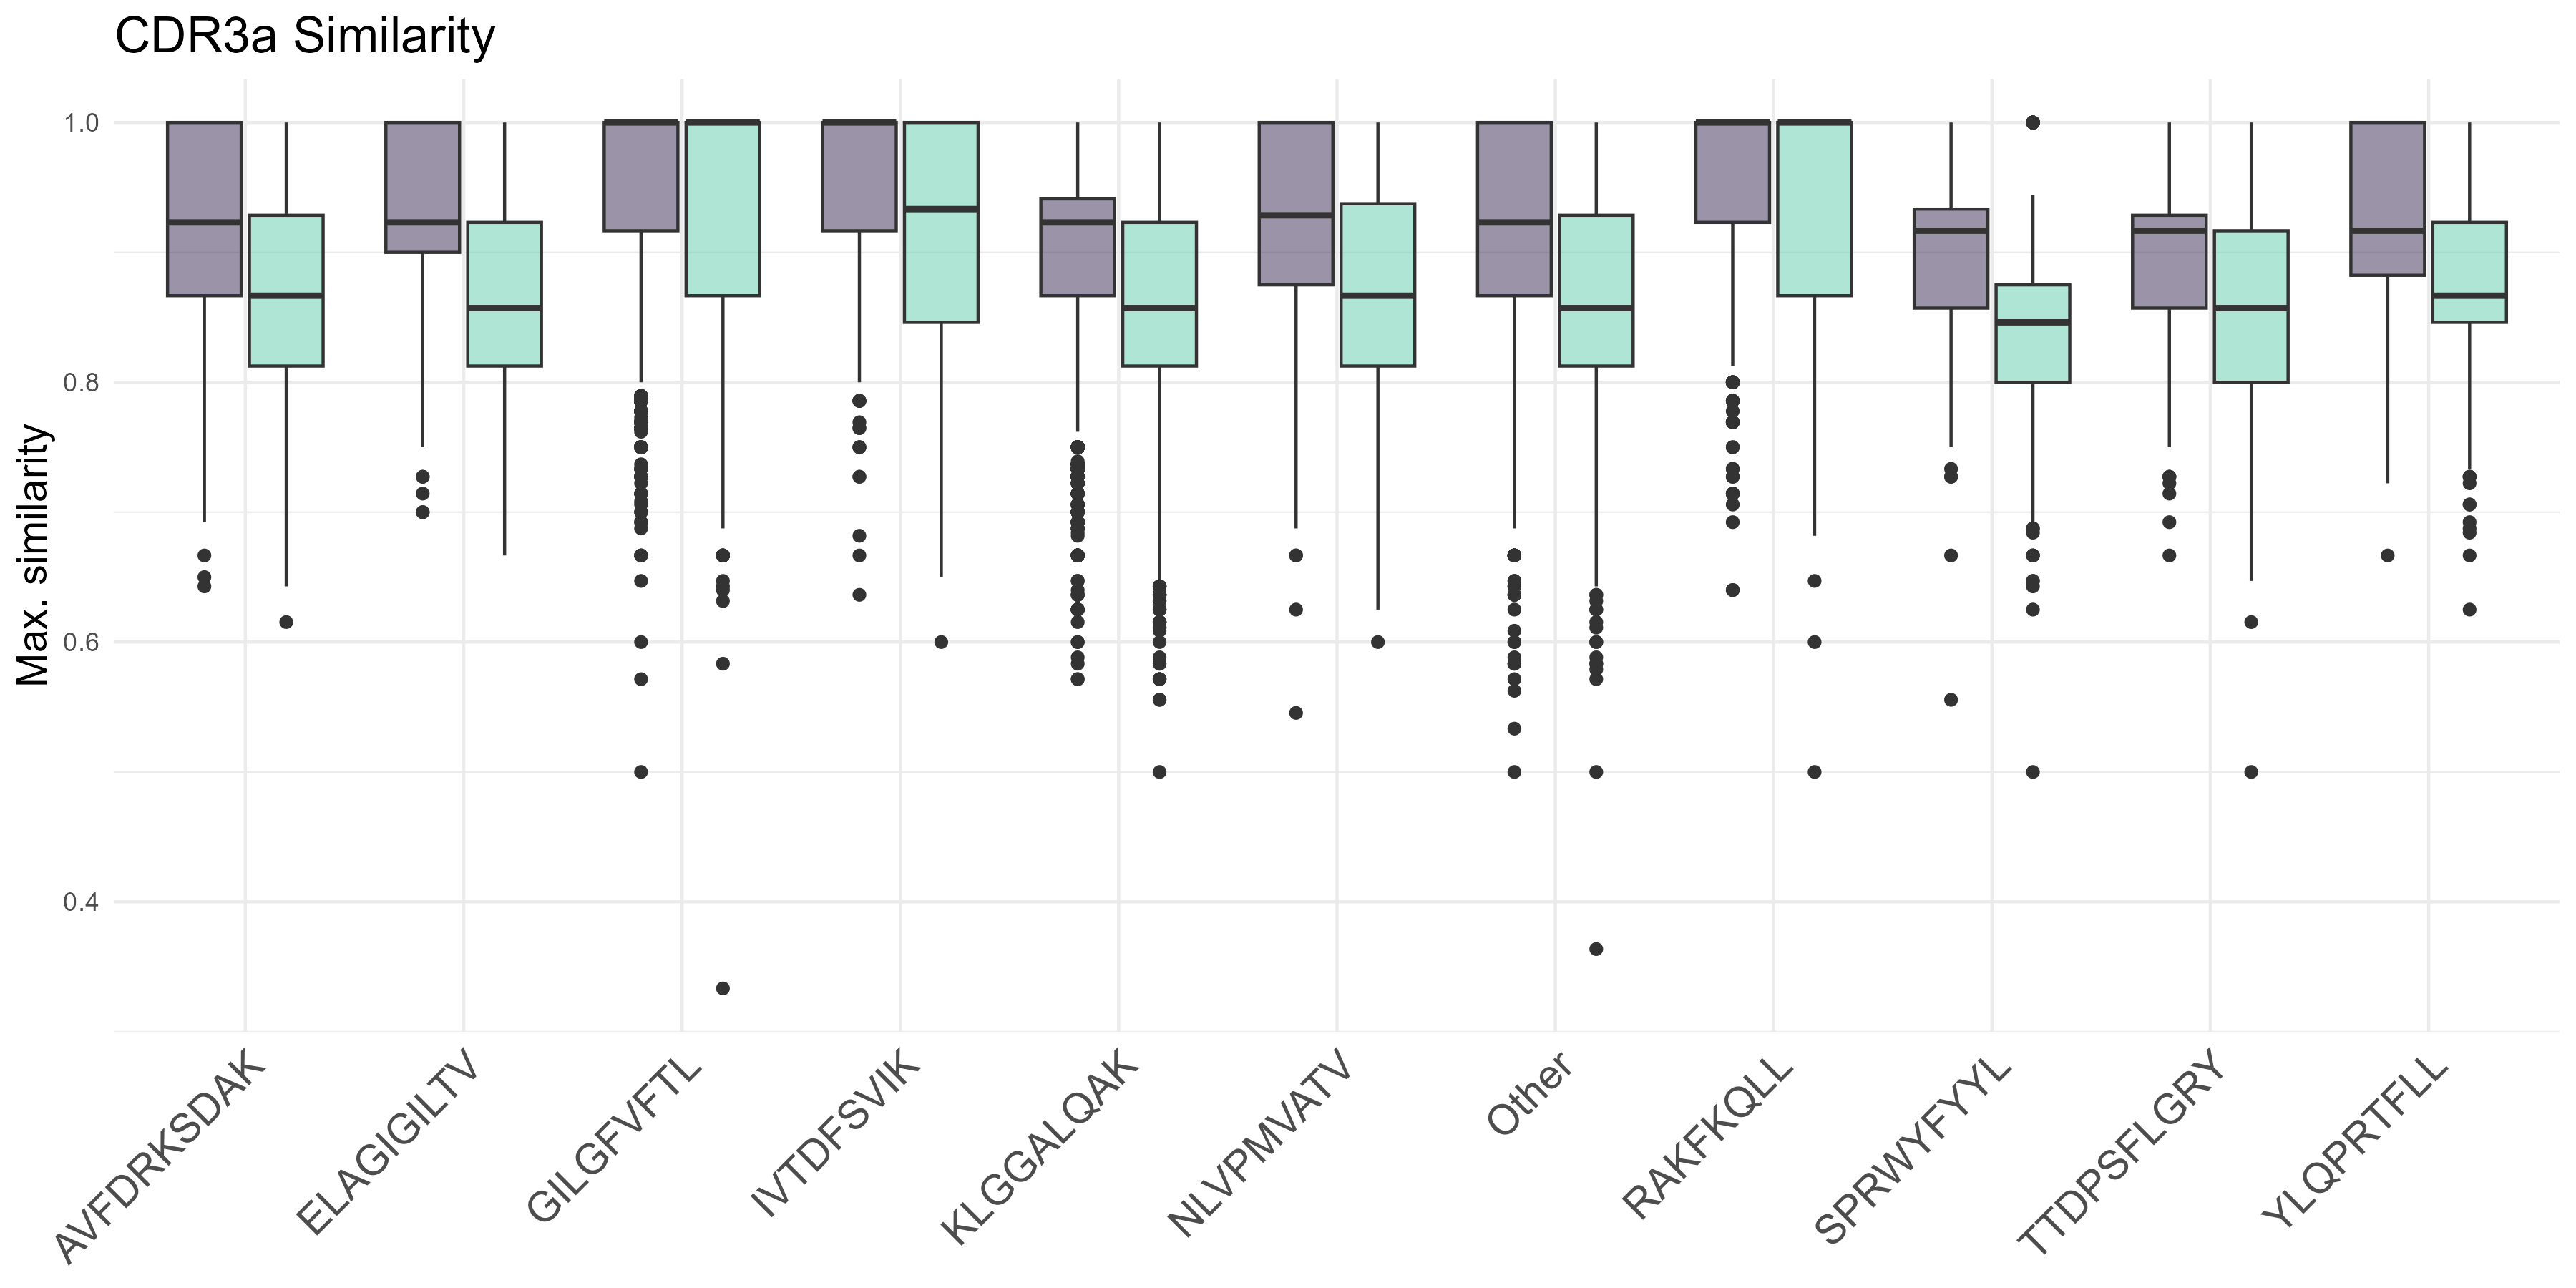 CDR3a Similarity
Max. similarity
1.0
0.8
0.6
0.4
AVFDRKSDAK
ELAGIGILTV
GILGFVFTL
IVTDFSVIK
KLGGALQAK
NLVPMVATV
Other
RAKFKQLL
SPRWYFYYL
TTDPSFLGRY
YLQPRTFLL